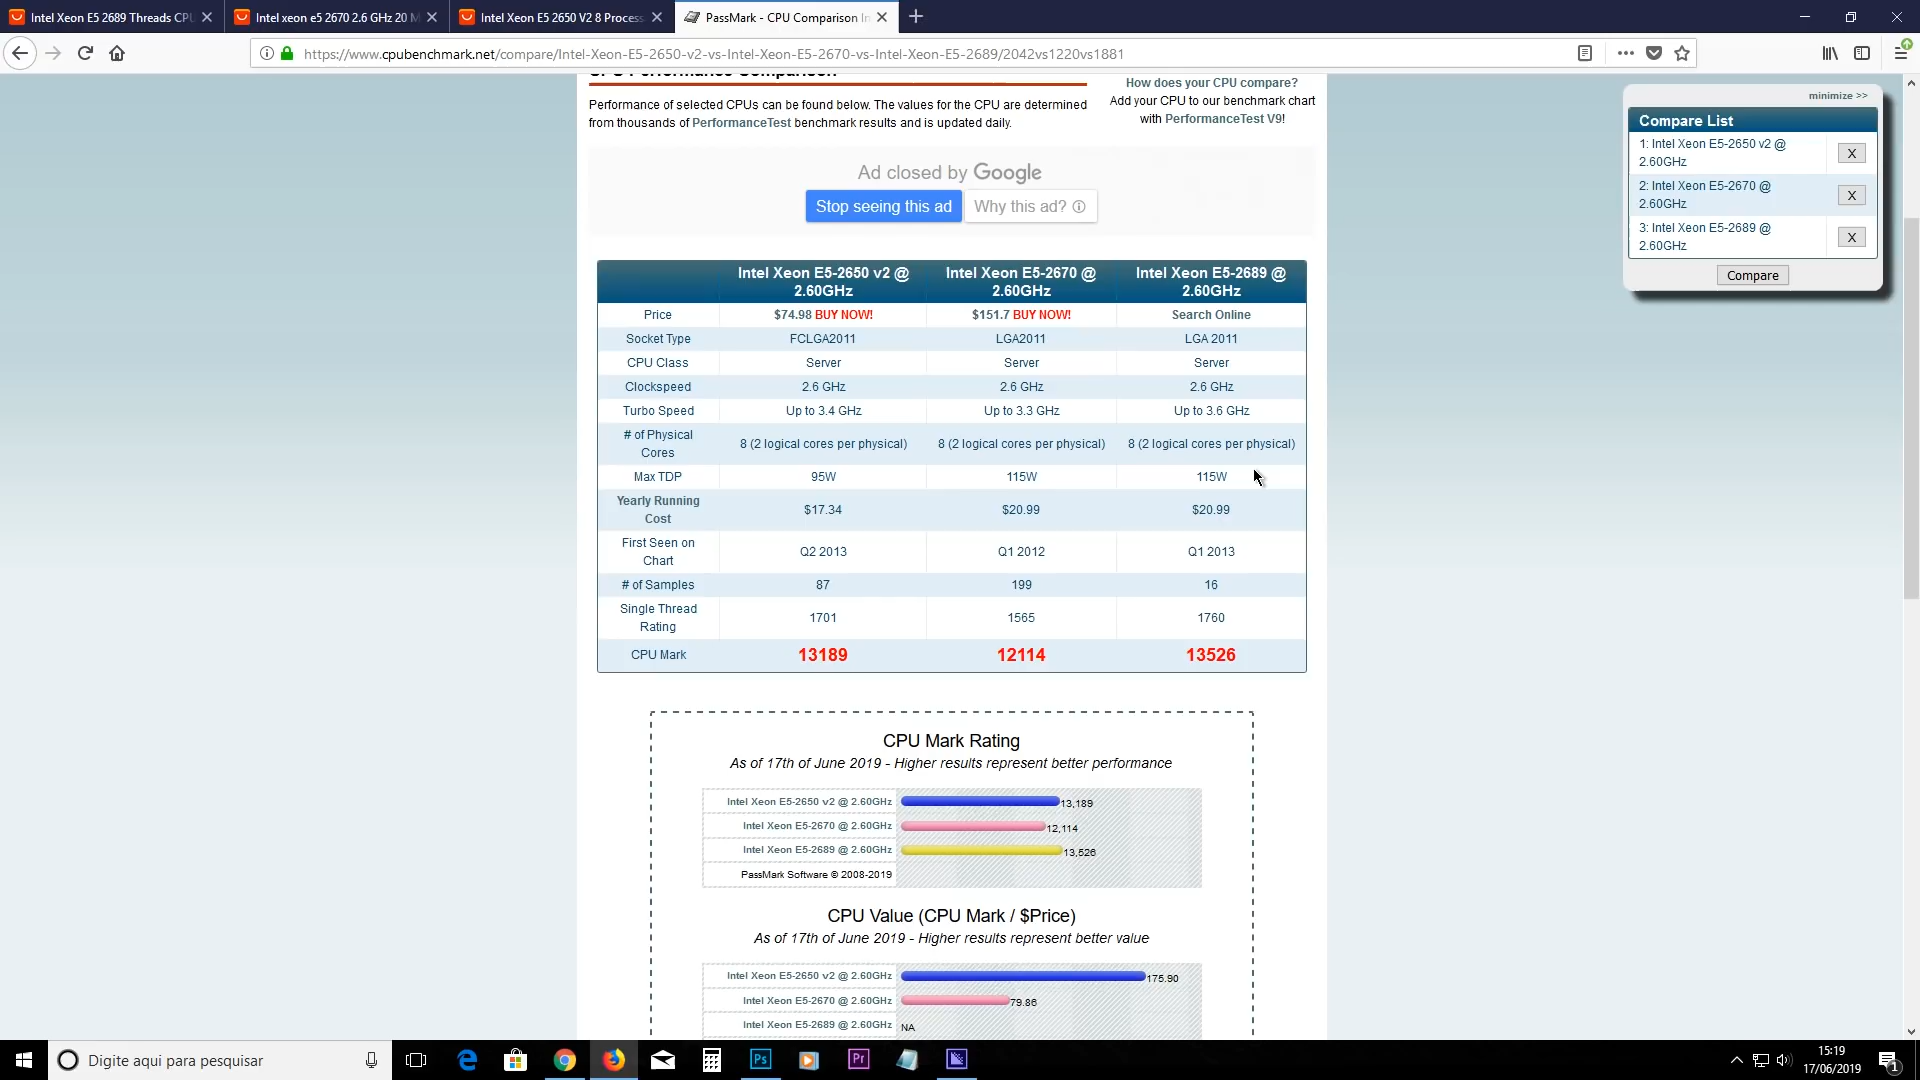 Intel Xeon E5 2689 Threads CPU
Intel xeon e5 2670 2.6 GHz 20 M
Intel Xeon E5 2650 V2 8 Process
PassMark - CPU Comparison In
https://www.cpubenchmark.net/compare/Intel-Xeon-E5-2650-v2-vs-Intel-Xeon-E5-2670-vs-Intel-Xeon-E5-2689/2042vs1220vs1881
CPU Performance Comparison
Performance of selected CPUs can be found below. The values for the CPU are determined
from thousands of PerformanceTest benchmark results and is updated daily.
How does your CPU compare?
Add your CPU to our benchmark chart
with PerformanceTest V9!
minimize >>
Compare List
1: Intel Xeon E5-2650 v2 @
2.60GHz
X
2: Intel Xeon E5-2670 @
2.60GHz
X
3: Intel Xeon E5-2689 @
2.60GHz
X
Compare
Ad closed by Google
Stop seeing this ad Why this ad?
Intel Xeon E5-2650 v2 @ 2.60GHz Intel Xeon E5-2670 @ 2.60GHz Intel Xeon E5-2689 @ 2.60GHz
Price $74.98 BUY NOW! $151.7 BUY NOW! Search Online
Socket Type FCLGA2011 LGA2011 LGA 2011
CPU Class Server Server Server
Clockspeed 2.6 GHz 2.6 GHz 2.6 GHz
Turbo Speed Up to 3.4 GHz Up to 3.3 GHz Up to 3.6 GHz
# of Physical Cores 8 (2 logical cores per physical) 8 (2 logical cores per physical) 8 (2 logical cores per physical)
Max TDP 95W 115W 115W
Yearly Running Cost $17.34 $20.99 $20.99
First Seen on Chart Q2 2013 Q1 2012 Q1 2013
# of Samples 87 199 16
Single Thread Rating 1701 1565 1760
CPU Mark 13189 12114 13526
CPU Mark Rating
As of 17th of June 2019 - Higher results represent better performance
Intel Xeon E5-2650 v2 @ 2.60GHz 13,189
Intel Xeon E5-2670 @ 2.60GHz 12,114
Intel Xeon E5-2689 @ 2.60GHz 13,526
PassMark Software © 2008-2019
CPU Value (CPU Mark / $Price)
As of 17th of June 2019 - Higher results represent better value
Intel Xeon E5-2650 v2 @ 2.60GHz 175.90
Intel Xeon E5-2670 @ 2.60GHz 79.86
Intel Xeon E5-2689 @ 2.60GHz NA
Digite aqui para pesquisar
Ps
Pr
15:19
17/06/2019
1